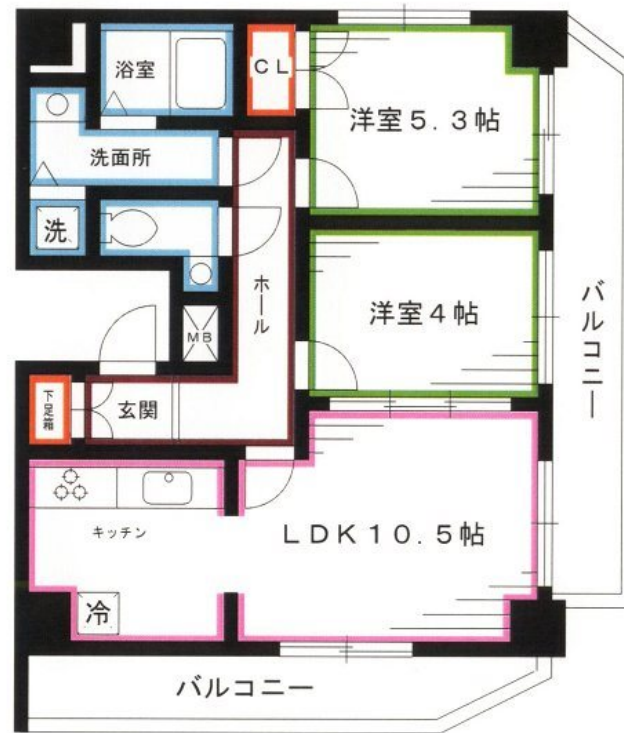 浴室
CL
洋室5.3帖
洗面所
洗
ホール
洋室4帖
バルコニー
MB
下足箱
玄関
キッチン
LDK10.5帖
冷
バルコニー